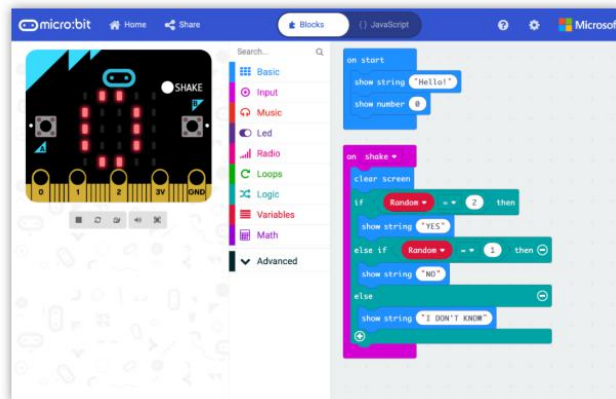 micro:bit Home Share Blocks {} JavaScript Microsoft
SHAKE
B
A
0 1 2 3V GND
Search...
Basic
Input
Music
Led
Radio
Loops
Logic
Variables
Math
Advanced
on start
show string "Hello!"
show number 0
on shake
clear screen
if Random = 2 then
show string "YES"
else if Random = 1 then
show string "NO"
else
show string "I DON'T KNOW"